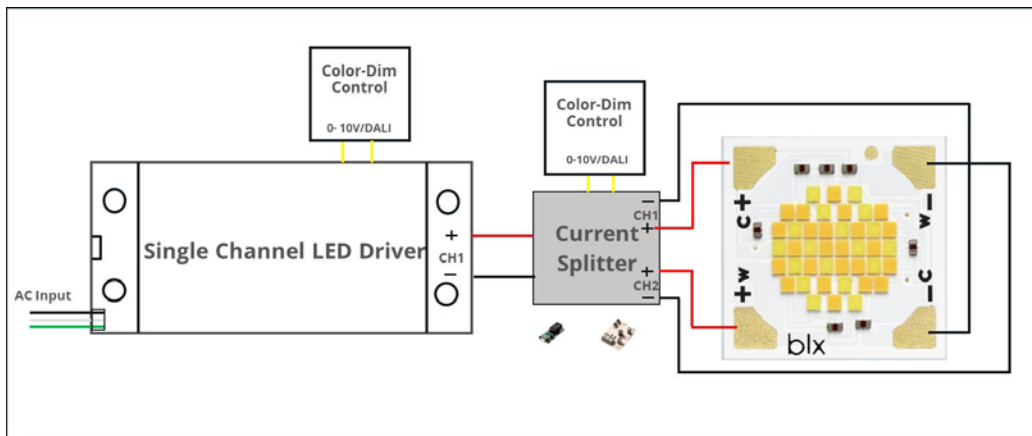 Color-Dim
Control
0- 10V/DALI
Color-Dim
Control
0-10V/DALI
Single Channel LED Driver
+
CH1
−
AC Input
Current
Splitter
−
CH1
+
+
CH2
−
c+
w−
+w
−c
blx